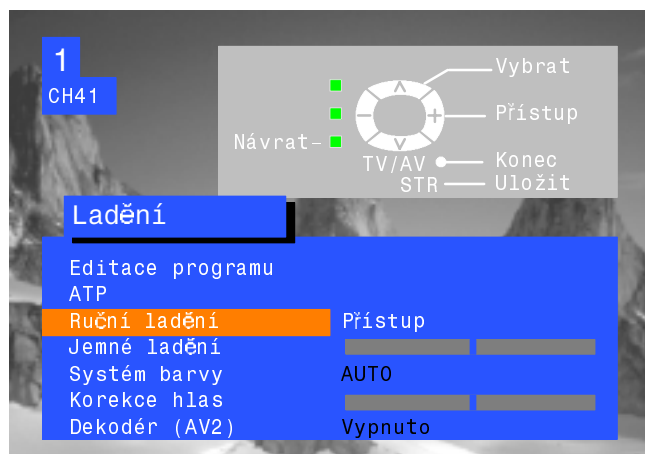 1
CH41
Vybrat
Přístup
Návrat
TV/AV Konec
STR Uložit
Ladění
Editace programu
ATP
Ruční ladění Přístup
Jemné ladění
Systém barvy AUTO
Korekce hlas
Dekodér (AV2) Vypnuto